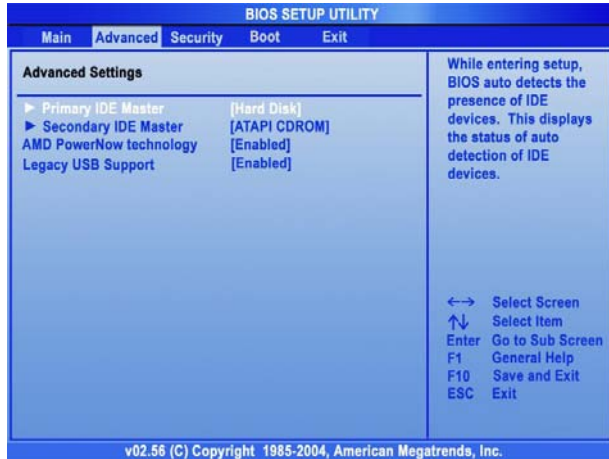 BIOS SETUP UTILITY
Main Advanced Security Boot Exit
Advanced Settings
► Primary IDE Master [Hard Disk]
► Secondary IDE Master [ATAPI CDROM]
AMD PowerNow technology [Enabled]
Legacy USB Support [Enabled]
While entering setup,
BIOS auto detects the
presence of IDE
devices. This displays
the status of auto
detection of IDE
devices.
←→ Select Screen
↑↓ Select Item
Enter Go to Sub Screen
F1 General Help
F10 Save and Exit
ESC Exit
v02.56 (C) Copyright 1985-2004, American Megatrends, Inc.